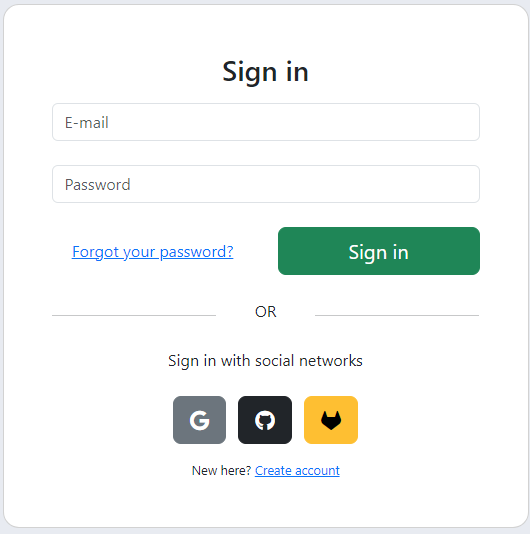 Sign in
E-mail
Password
Forgot your password? Sign in
OR
Sign in with social networks
New here? Create account